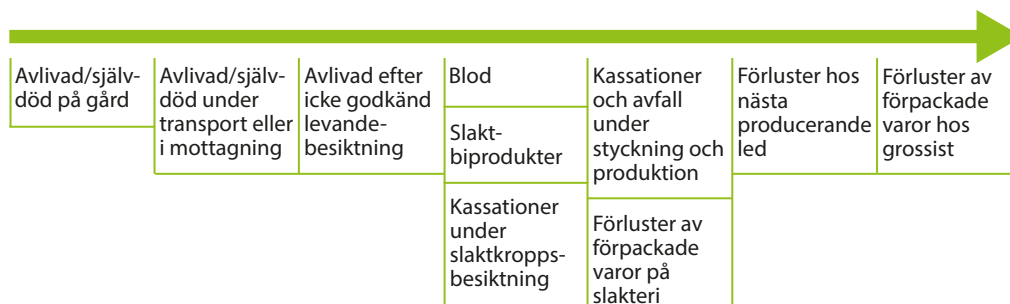 Avlivad/själv-
död på gård
Avlivad/själv-
död under
transport eller
i mottagning
Avlivad efter
icke godkänd
levande-
besiktning
Blod
Slakt-
biprodukter
Kassationer
under
slaktkropps-
besiktning
Kassationer
och avfall
under
styckning och
produktion
Förluster av
förpackade
varor på
slakteri
Förluster hos
nästa
producerande
led
Förluster av
förpackade
varor hos
grossist